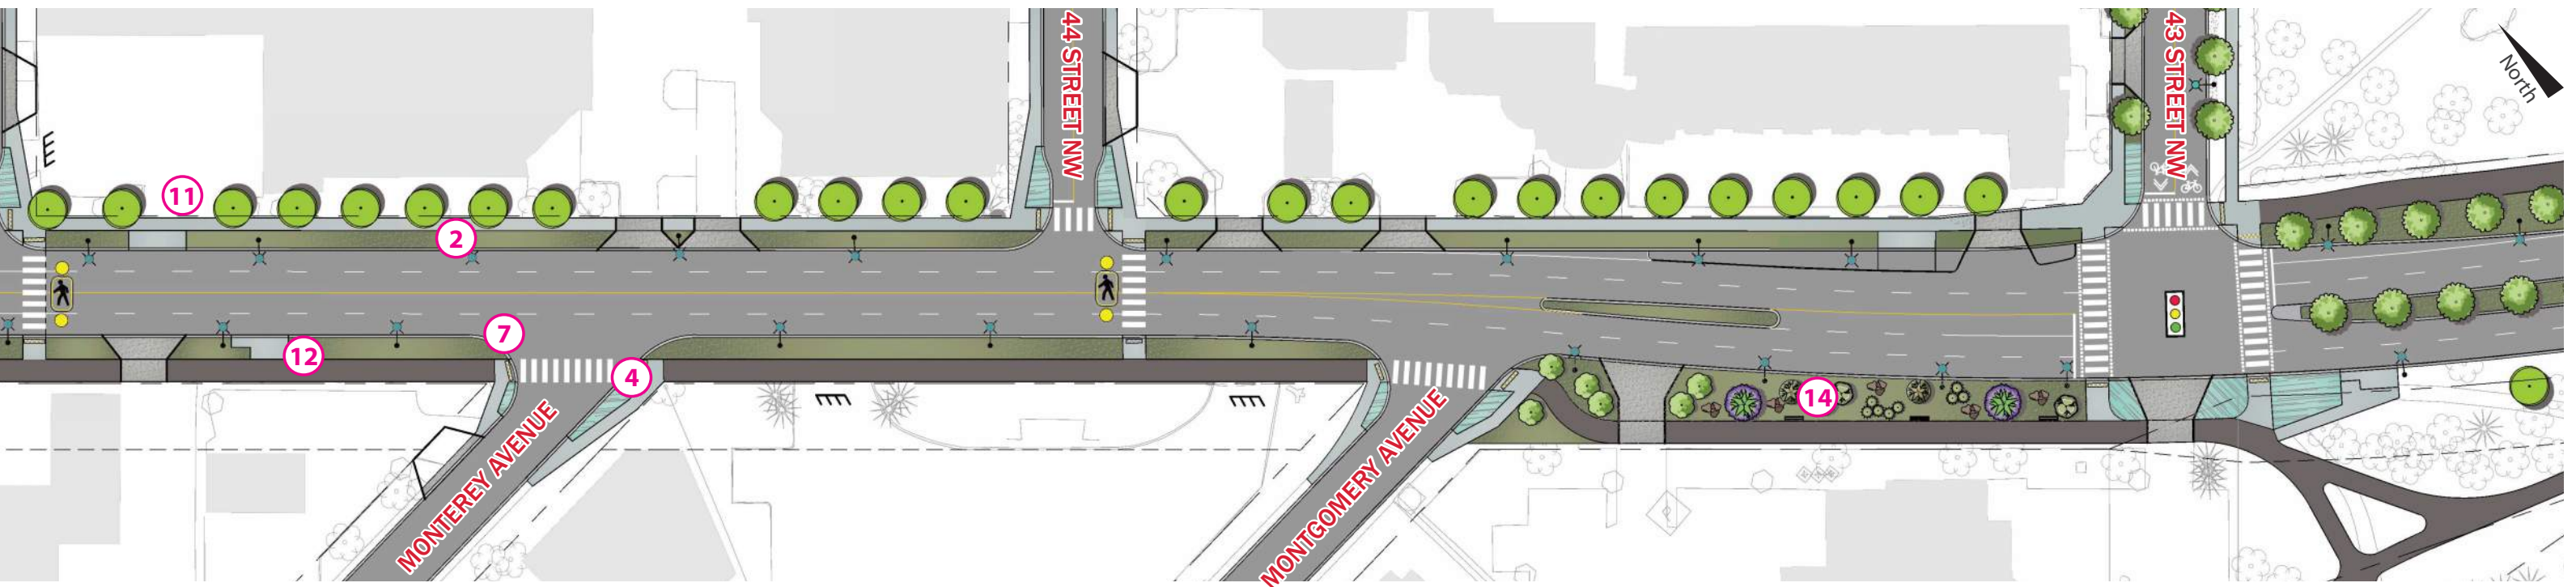 44 STREET NW
43 STREET NW
North
11
2
7
12
4
14
MONTEREY AVENUE
MONTGOMERY AVENUE